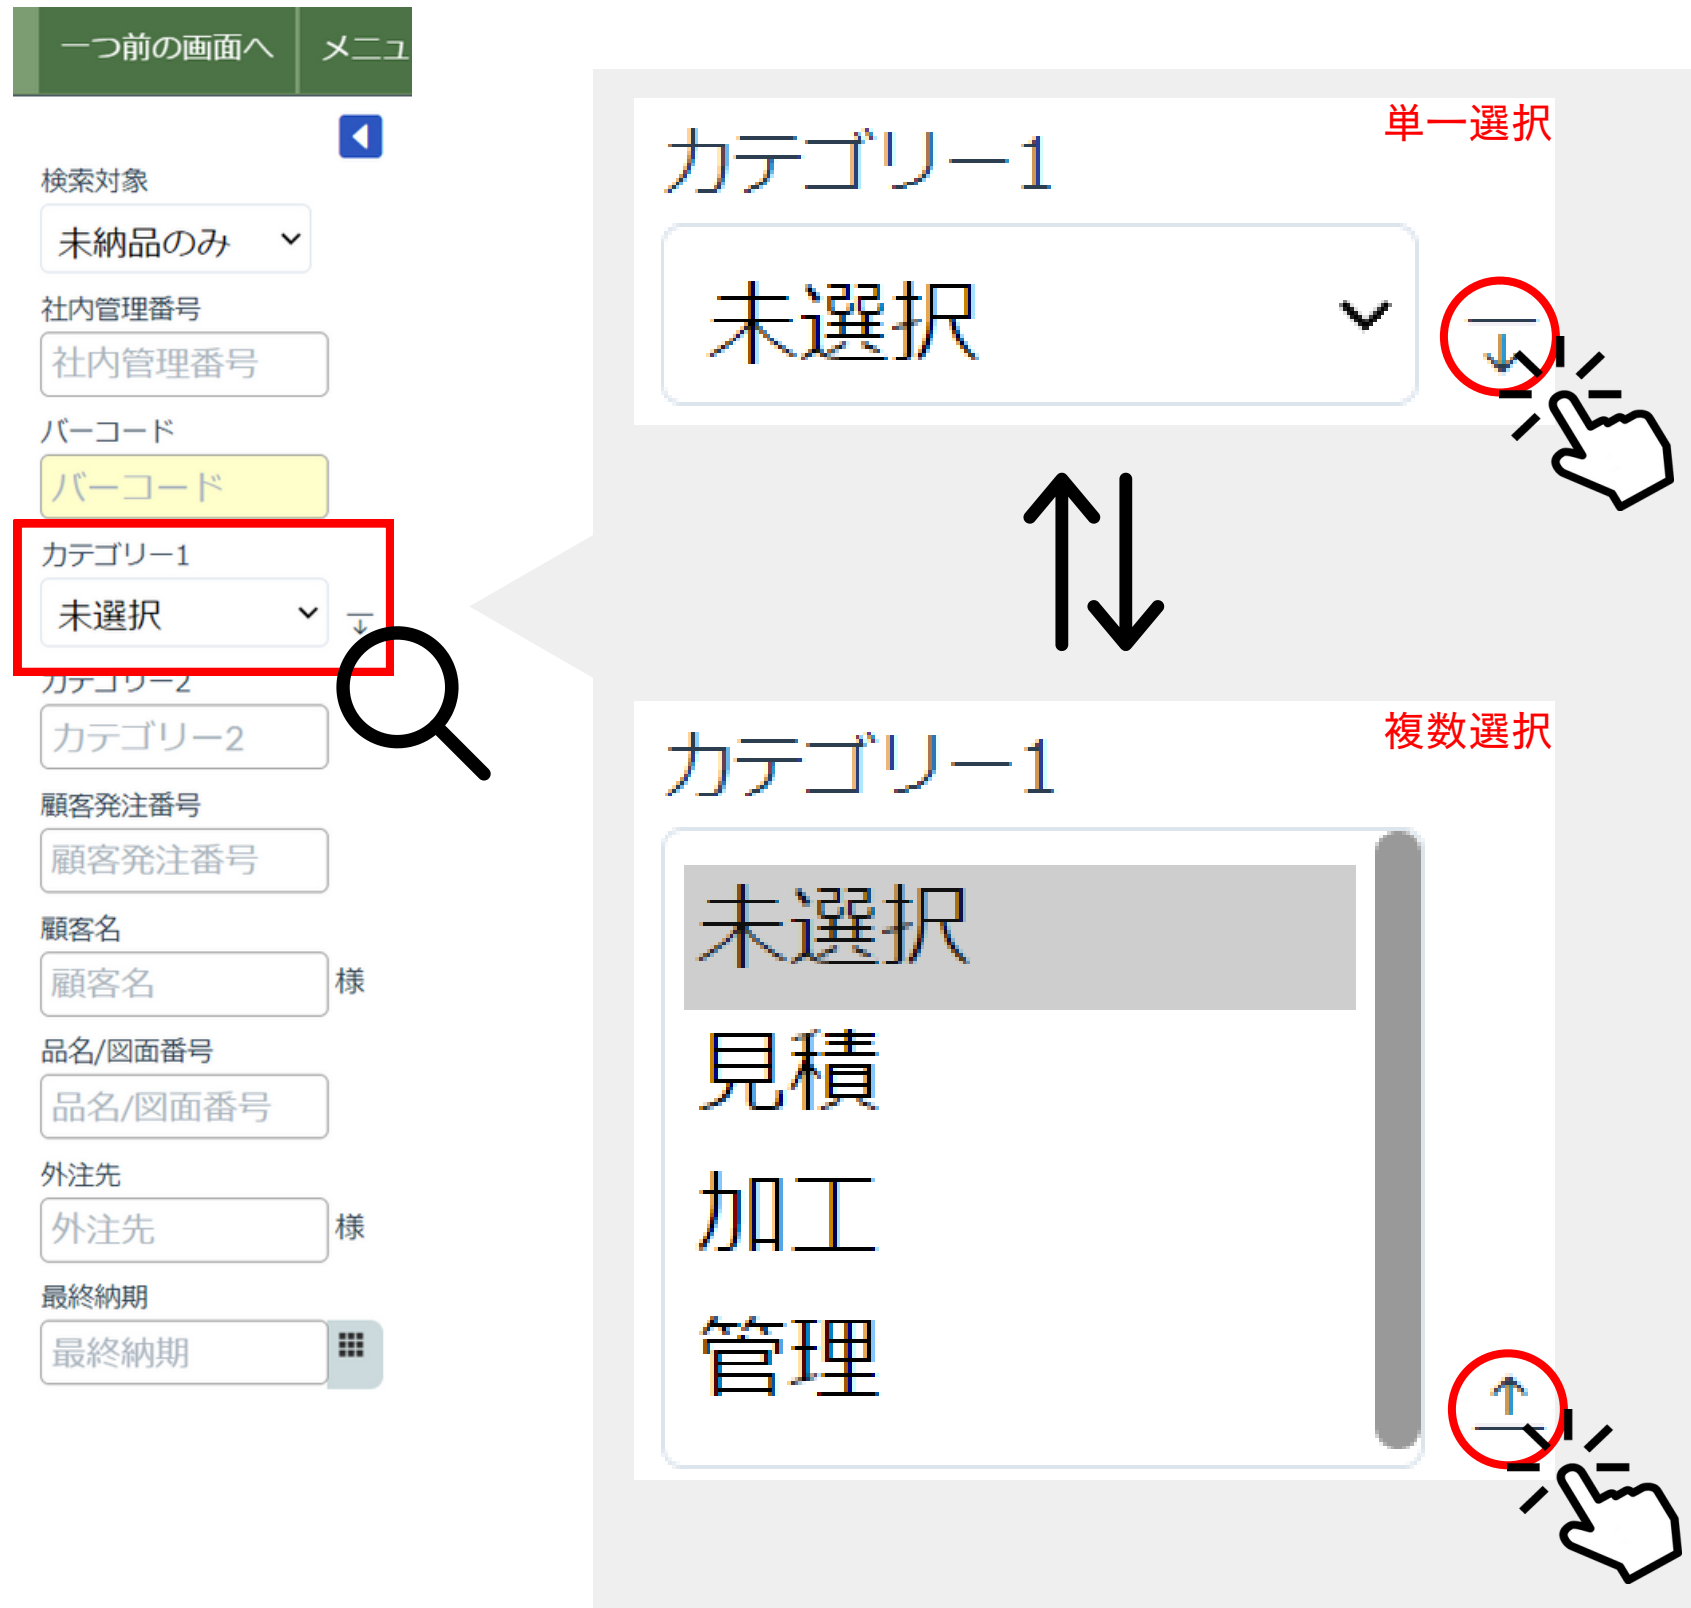 一つ前の画面へ
メニュ
検索対象
未納品のみ
社内管理番号
社内管理番号
バーコード
バーコード
カテゴリー1
未選択
カテゴリー2
カテゴリー2
顧客発注番号
顧客発注番号
顧客名
顧客名 様
品名/図面番号
品名/図面番号
外注先
外注先 様
最終納期
最終納期
単一選択
カテゴリー1
未選択
複数選択
カテゴリー1
未選択
見積
加工
管理